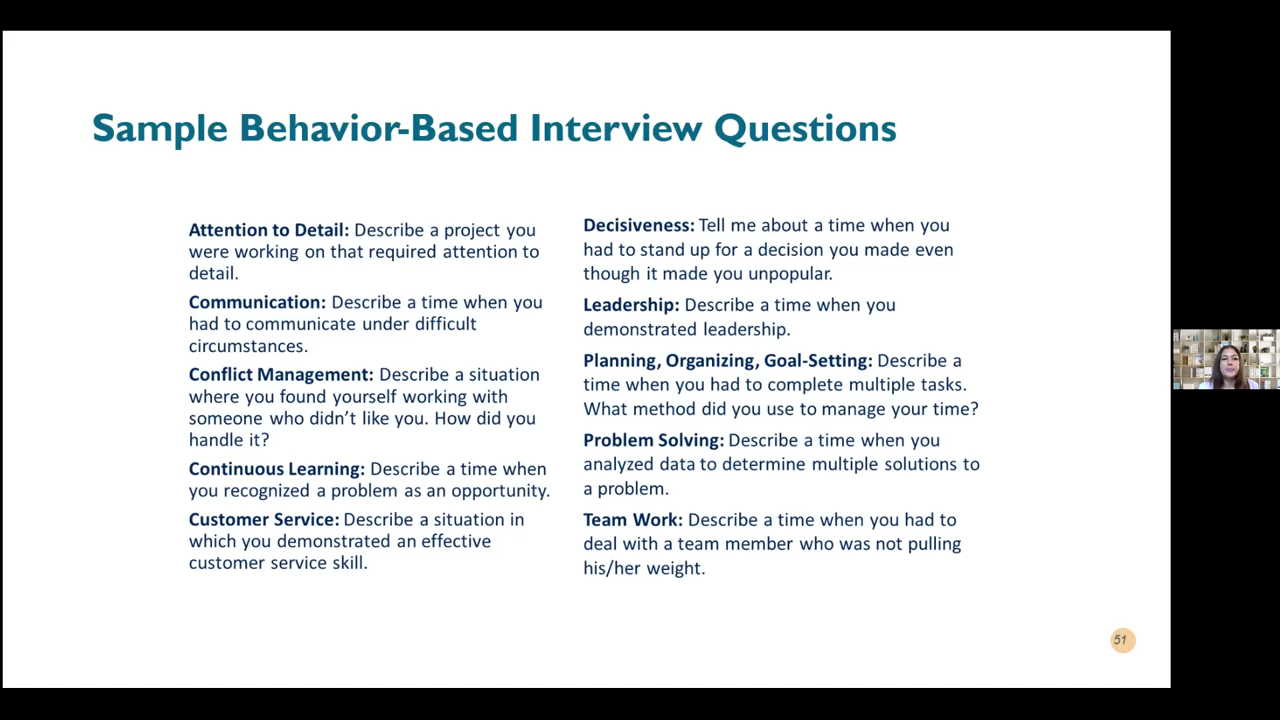 Sample Behavior-Based Interview Questions
Attention to Detail: Describe a project you
were working on that required attention to
detail.
Communication: Describe a time when you
had to communicate under difficult
circumstances.
Conflict Management: Describe a situation
where you found yourself working with
someone who didn’t like you. How did you
handle it?
Continuous Learning: Describe a time when
you recognized a problem as an opportunity.
Customer Service: Describe a situation in
which you demonstrated an effective
customer service skill.
Decisiveness: Tell me about a time when you
had to stand up for a decision you made even
though it made you unpopular.
Leadership: Describe a time when you
demonstrated leadership.
Planning, Organizing, Goal-Setting: Describe a
time when you had to complete multiple tasks.
What method did you use to manage your time?
Problem Solving: Describe a time when you
analyzed data to determine multiple solutions to
a problem.
Team Work: Describe a time when you had to
deal with a team member who was not pulling
his/her weight.
51